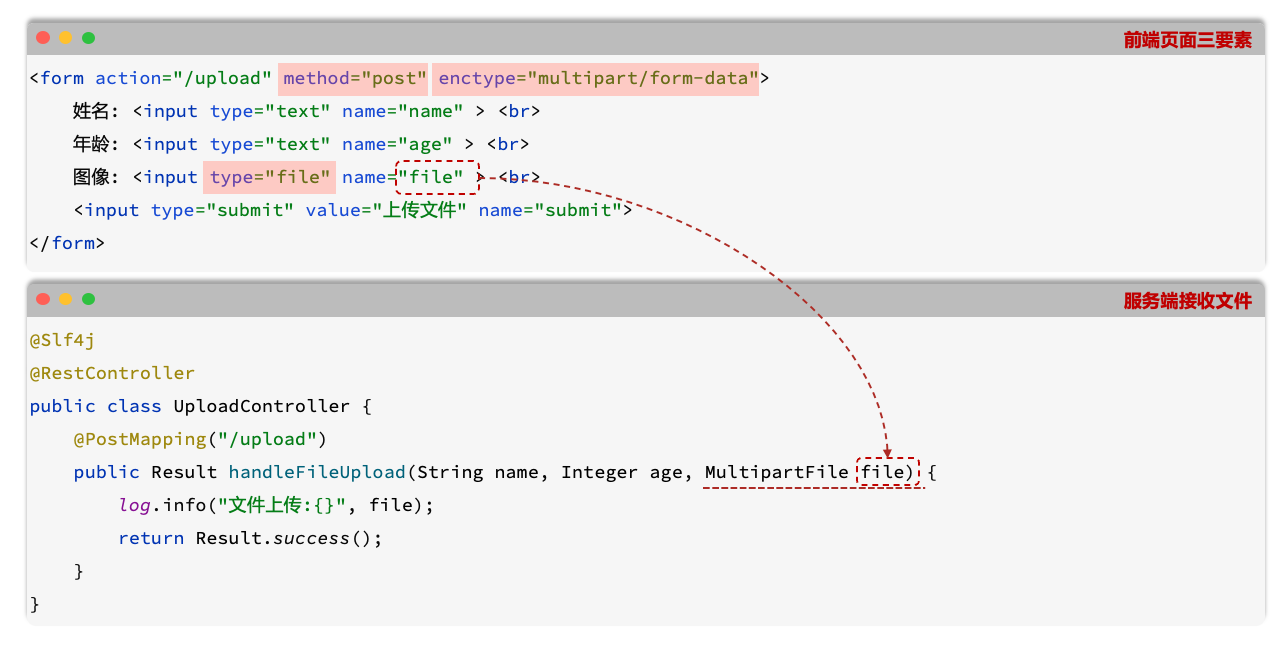 前端页面三要素
<form action="/upload" method="post" enctype="multipart/form-data">
姓名: <input type="text" name="name" > <br>
年龄: <input type="text" name="age" > <br>
图像: <input type="file" name="file" > <br>
<input type="submit" value="上传文件" name="submit">
</form>
服务端接收文件
@Slf4j
@RestController
public class UploadController {
@PostMapping("/upload")
public Result handleFileUpload(String name, Integer age, MultipartFile file) {
log.info("文件上传:{}", file);
return Result.success();
}
}